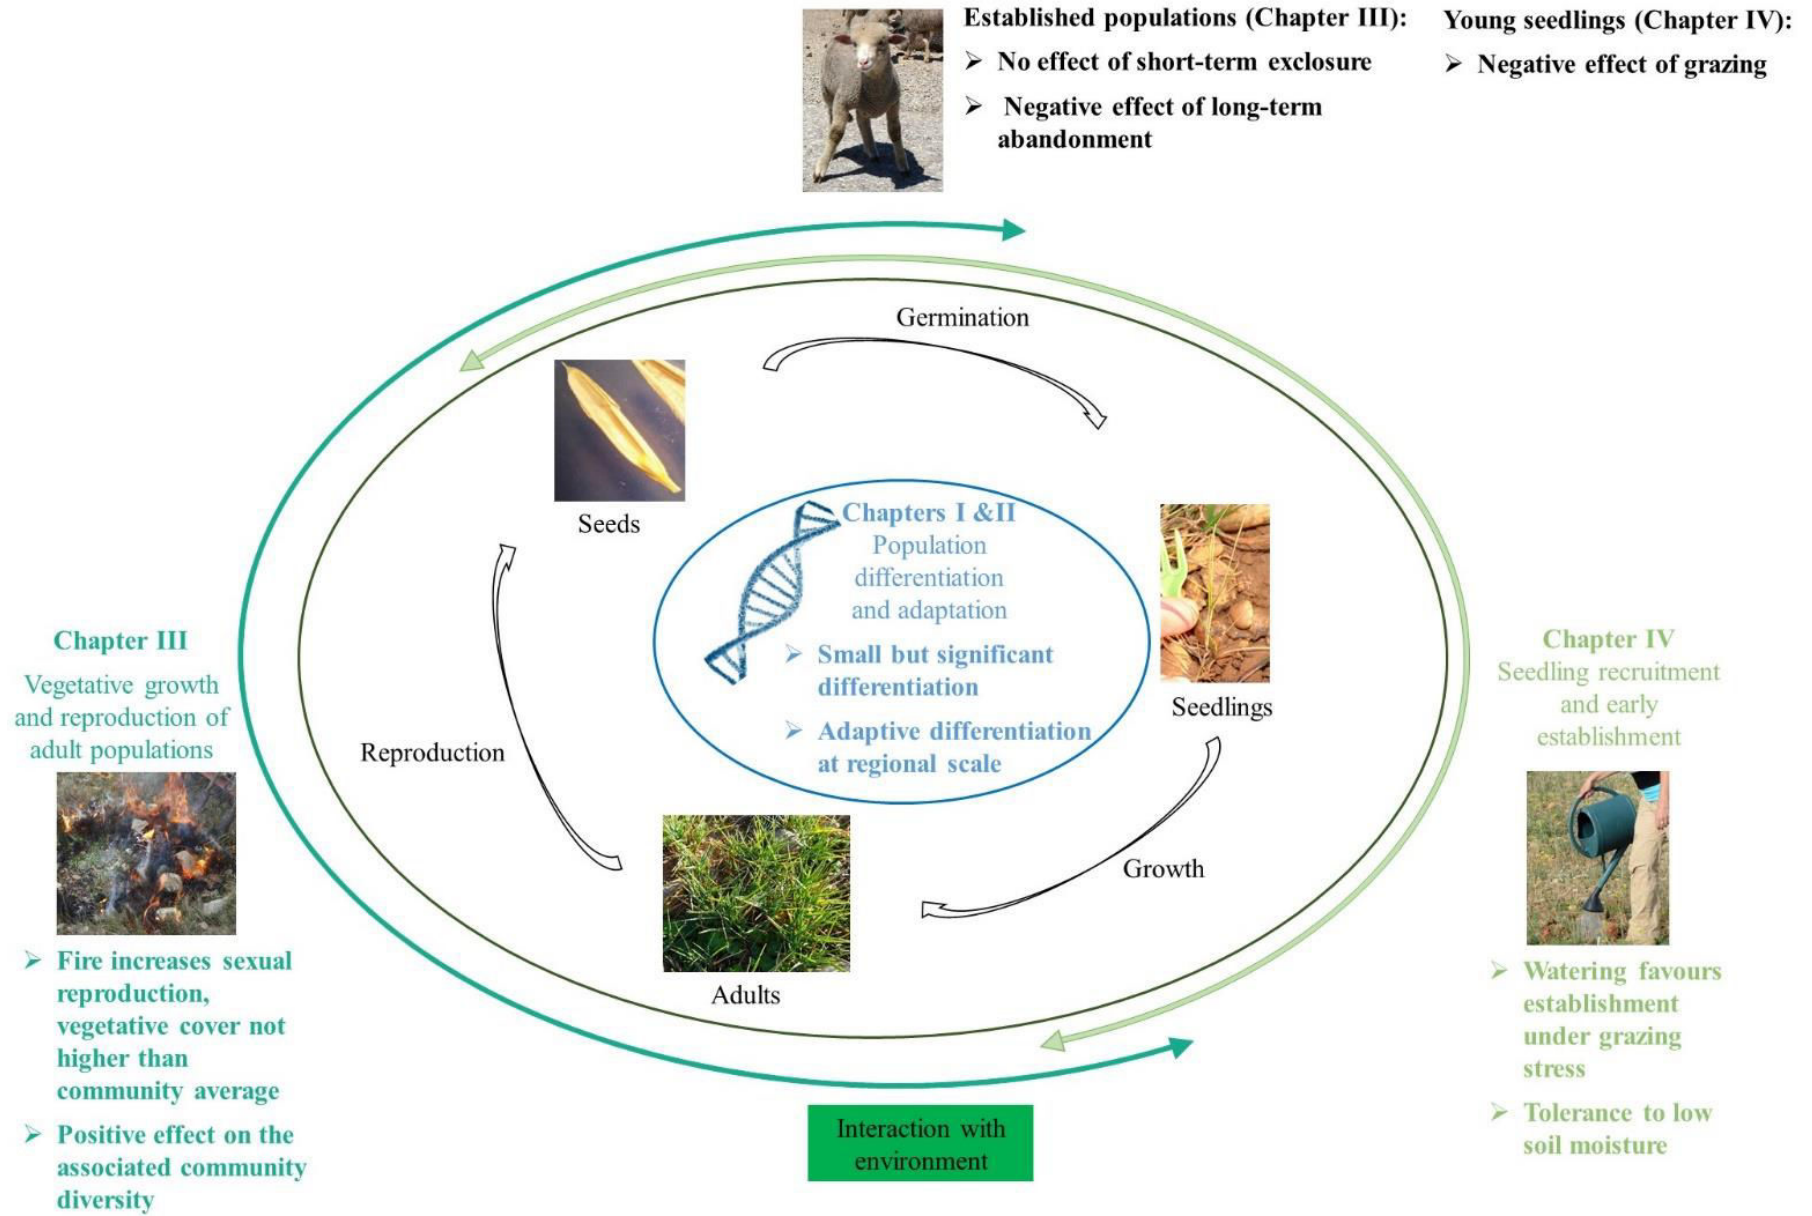 Established populations (Chapter III):
➢ No effect of short-term exclosure
➢ Negative effect of long-term
abandonment
Young seedlings (Chapter IV):
➢ Negative effect of grazing
Germination
Seeds
Chapters I &II
Population
differentiation
and adaptation
➢ Small but significant
differentiation
➢ Adaptive differentiation
at regional scale
Seedlings
Reproduction
Growth
Adults
Chapter III
Vegetative growth
and reproduction of
adult populations
➢ Fire increases sexual
reproduction,
vegetative cover not
higher than
community average
➢ Positive effect on the
associated community
diversity
Chapter IV
Seedling recruitment
and early
establishment
➢ Watering favours
establishment
under grazing
stress
➢ Tolerance to low
soil moisture
Interaction with
environment